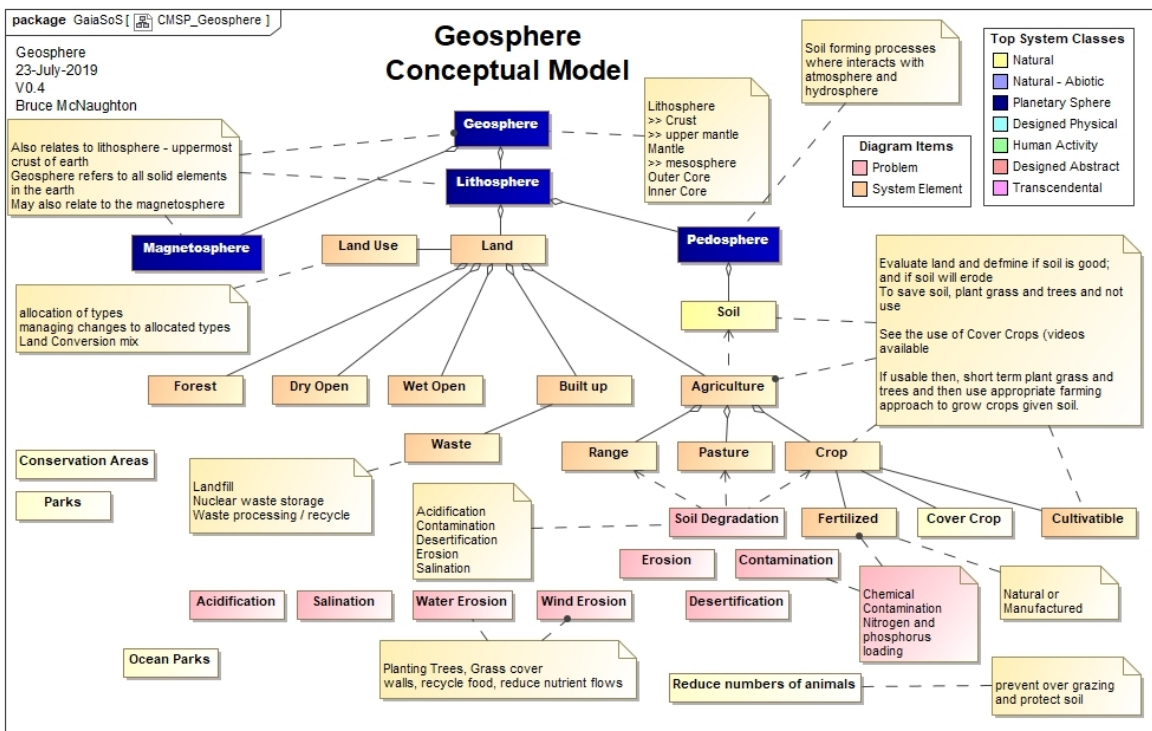 package GaiaSoS [ CMSP_Geosphere ]
Geosphere
23-July-2019
V0.4
Bruce McNaughton
Geosphere
Conceptual Model
Soil forming processes
where interacts with
atmosphere and
hydrosphere
Top System Classes
Natural
Natural - Abiotic
Planetary Sphere
Designed Physical
Human Activity
Designed Abstract
Transcendental
Diagram Items
Problem
System Element
Lithosphere
>> Crust
>> upper mantle
Mantle
>> mesosphere
Outer Core
Inner Core
Also relates to lithosphere - uppermost
crust of earth
Geosphere refers to all solid elements
in the earth
May also relate to the magnetosphere
Geosphere
Lithosphere
Magnetosphere
Land Use
Land
Pedosphere
allocation of types
managing changes to allocated types
Land Conversion mix
Soil
Evaluate land and defmine if soil is good;
and if soil will erode
To save soil, plant grass and trees and not
use
See the use of Cover Crops (videos
available
If usable then, short term plant grass and
trees and then use appropriate farming
approach to grow crops given soil.
Forest
Dry Open
Wet Open
Built up
Agriculture
Waste
Range
Pasture
Crop
Conservation Areas
Parks
Landfill
Nuclear waste storage
Waste processing / recycle
Acidification
Contamination
Desertification
Erosion
Salination
Soil Degradation
Fertilized
Cover Crop
Cultivatible
Erosion
Contamination
Acidification
Salination
Water Erosion
Wind Erosion
Desertification
Chemical
Contamination
Nitrogen and
phosphorus
loading
Natural or
Manufactured
Ocean Parks
Planting Trees, Grass cover
walls, recycle food, reduce nutrient flows
Reduce numbers of animals
prevent over grazing
and protect soil